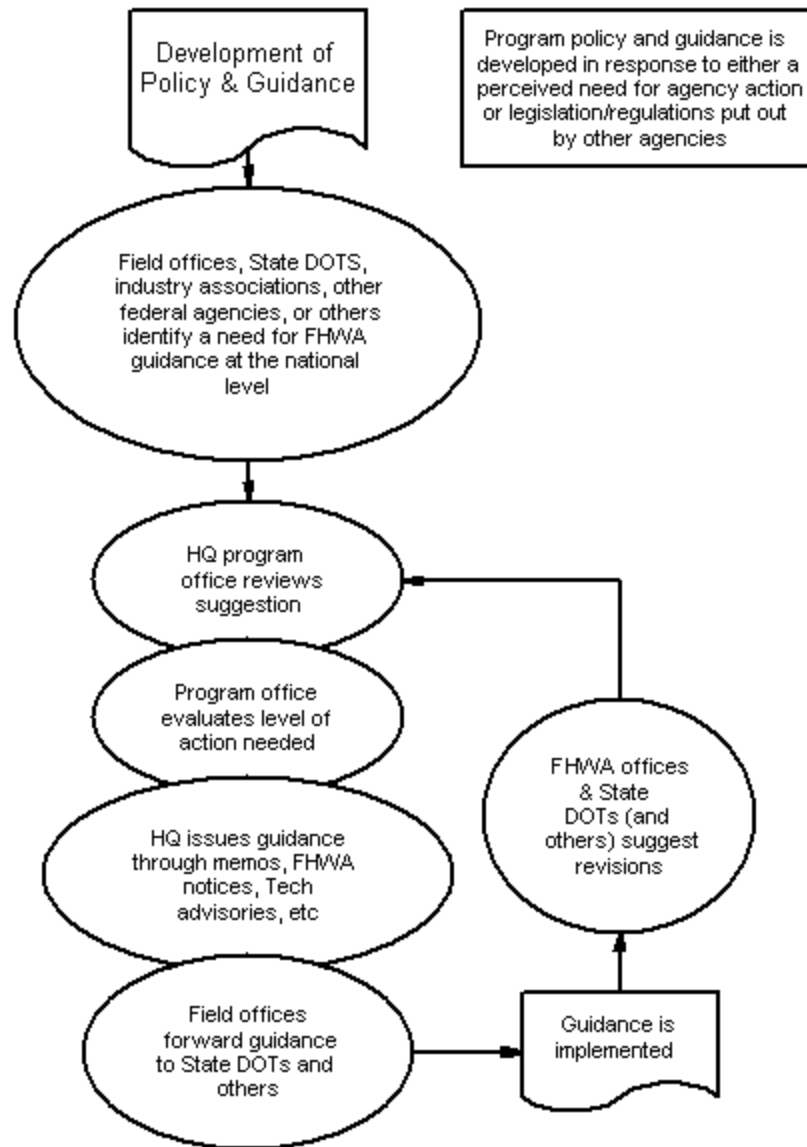 Development of
Policy & Guidance
Program policy and guidance is
developed in response to either a
perceived need for agency action
or legislation/regulations put out
by other agencies
Field offices, State DOTS,
industry associations, other
federal agencies, or others
identify a need for FHWA
guidance at the national
level
HQ program
office reviews
suggestion
Program office
evaluates level of
action needed
HQ issues guidance
through memos, FHWA
notices, Tech
advisories, etc
Field offices
forward guidance
to State DOTs and
others
Guidance is
implemented
FHWA offices
& State
DOTs (and
others) suggest
revisions